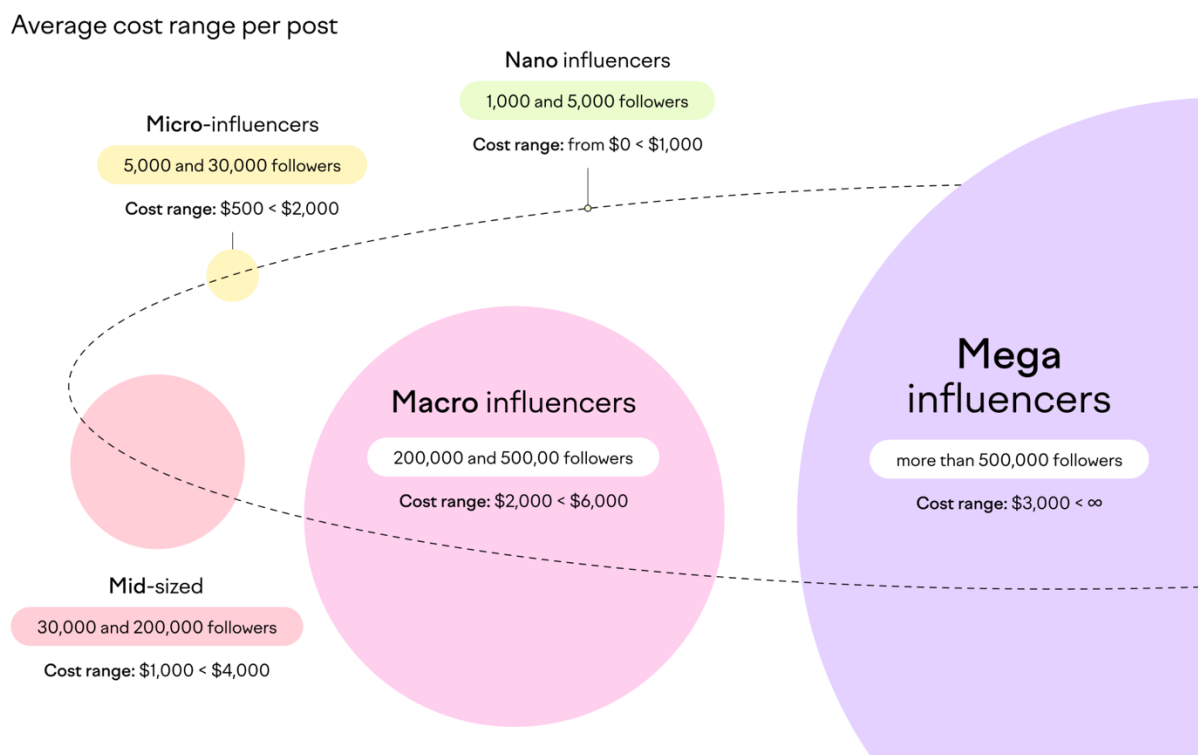 Average cost range per post
Nano influencers
1,000 and 5,000 followers
Cost range: from $0 < $1,000
Micro-influencers
5,000 and 30,000 followers
Cost range: $500 < $2,000
Mega
influencers
more than 500,000 followers
Cost range: $3,000 < ∞
Macro influencers
200,000 and 500,00 followers
Cost range: $2,000 < $6,000
Mid-sized
30,000 and 200,000 followers
Cost range: $1,000 < $4,000